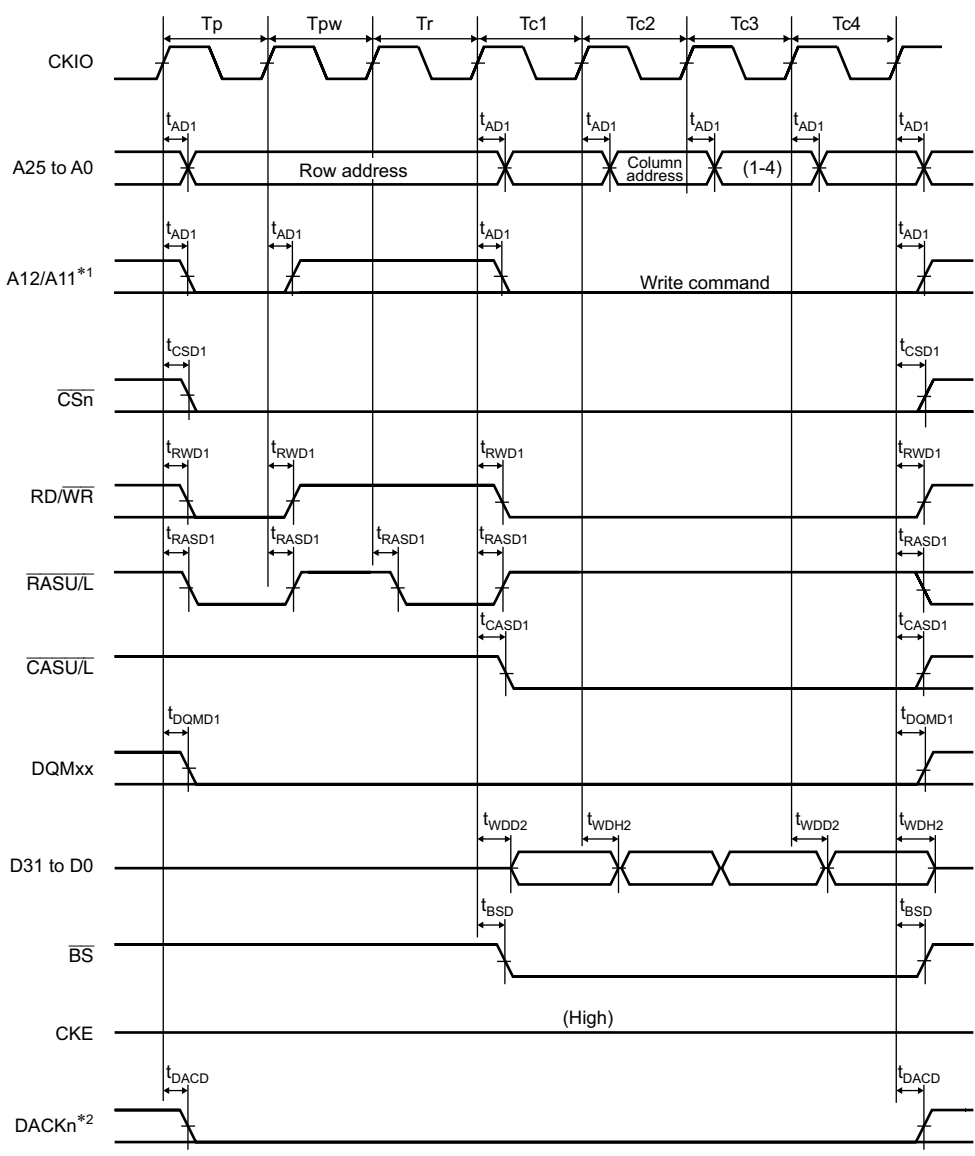 Tp Tpw Tr Tc1 Tc2 Tc3 Tc4
CKIO
tAD1 tAD1 tAD1 tAD1 tAD1 tAD1
A25 to A0 Row address Column address (1-4)
tAD1 tAD1 tAD1 tAD1
A12/A11*1 Write command
tCSD1 tCSD1
CSn
tRWD1 tRWD1 tRWD1 tRWD1
RD/WR
tRASD1 tRASD1 tRASD1 tRASD1 tRASD1
RASU/L
tCASD1 tCASD1
CASU/L
tDQMD1 tDQMD1
DQMxx
tWDD2 tWDH2 tWDD2 tWDH2
D31 to D0
tBSD tBSD
BS
(High)
CKE
tDACD tDACD
DACKn*2